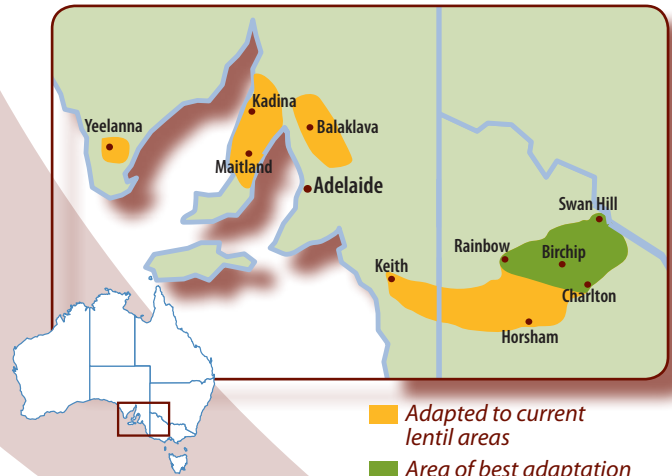 Kadina
Yeelanna
Balaklava
Maitland
Adelaide
Swan Hill
Rainbow
Birchip
Keith
Charlton
Horsham
Adapted to current
lentil areas
Area of best adaptation